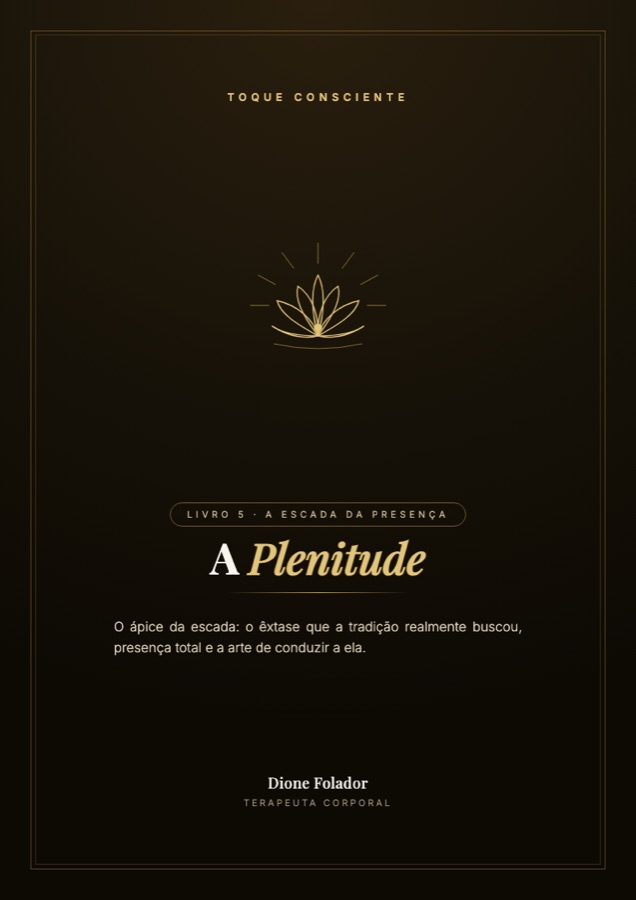 TOQUE CONSCIENTE
LIVRO 5 · A ESCADA DA PRESENÇA
A Plenitude
O ápice da escada: o êxtase que a tradição realmente buscou,
presença total e a arte de conduzir a ela.
Dione Folador
TERAPEUTA CORPORAL